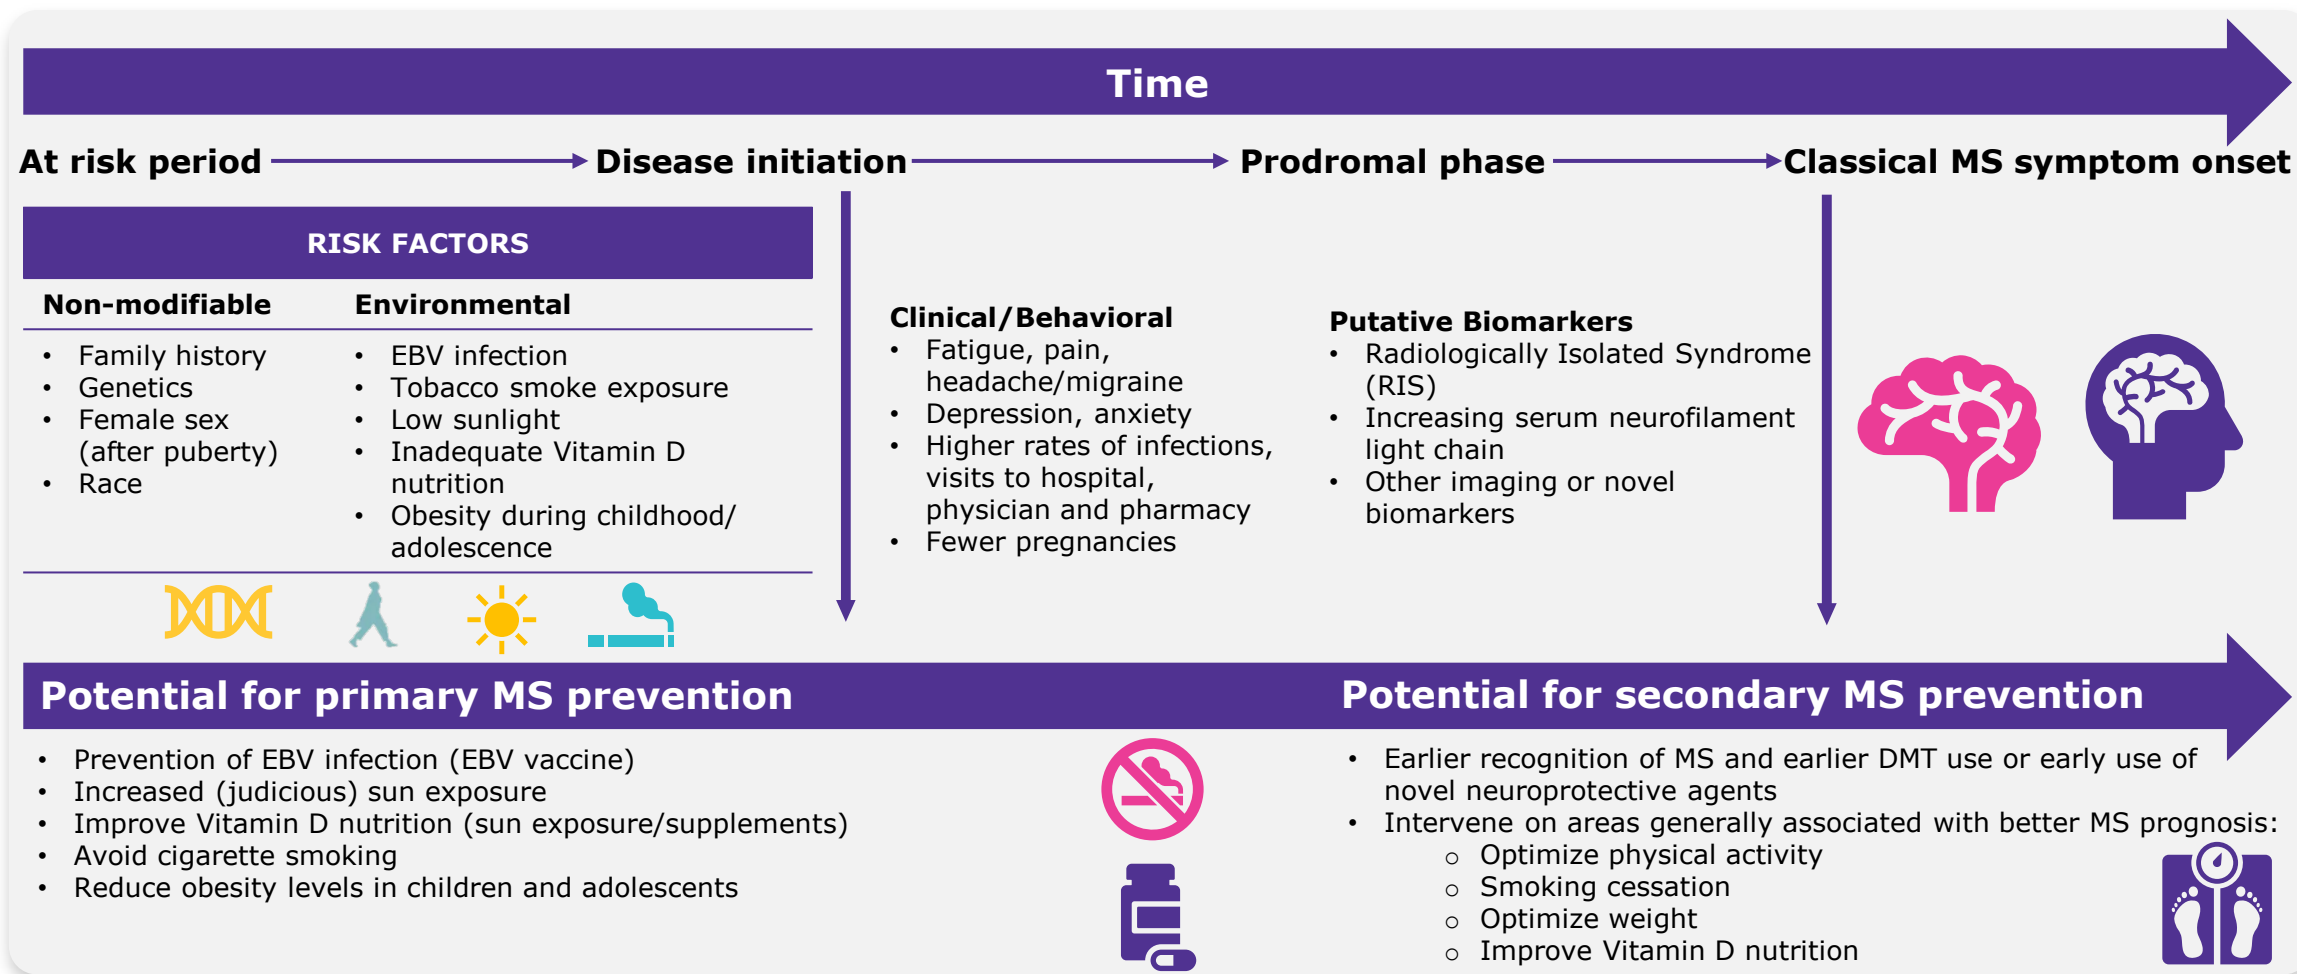 Time
At risk period
Disease initiation
Prodromal phase
Classical MS symptom onset
RISK FACTORS
Non-modifiable
• Family history
• Genetics
• Female sex
(after puberty)
• Race
Environmental
• EBV infection
• Tobacco smoke exposure
• Low sunlight
• Inadequate Vitamin D
nutrition
• Obesity during childhood/
adolescence
Clinical/Behavioral
• Fatigue, pain,
headache/migraine
• Depression, anxiety
• Higher rates of infections,
visits to hospital,
physician and pharmacy
• Fewer pregnancies
Putative Biomarkers
• Radiologically Isolated Syndrome
(RIS)
• Increasing serum neurofilament
light chain
• Other imaging or novel
biomarkers
Potential for primary MS prevention
• Prevention of EBV infection (EBV vaccine)
• Increased (judicious) sun exposure
• Improve Vitamin D nutrition (sun exposure/supplements)
• Avoid cigarette smoking
• Reduce obesity levels in children and adolescents
Potential for secondary MS prevention
• Earlier recognition of MS and earlier DMT use or early use of
novel neuroprotective agents
• Intervene on areas generally associated with better MS prognosis:
o Optimize physical activity
o Smoking cessation
o Optimize weight
o Improve Vitamin D nutrition